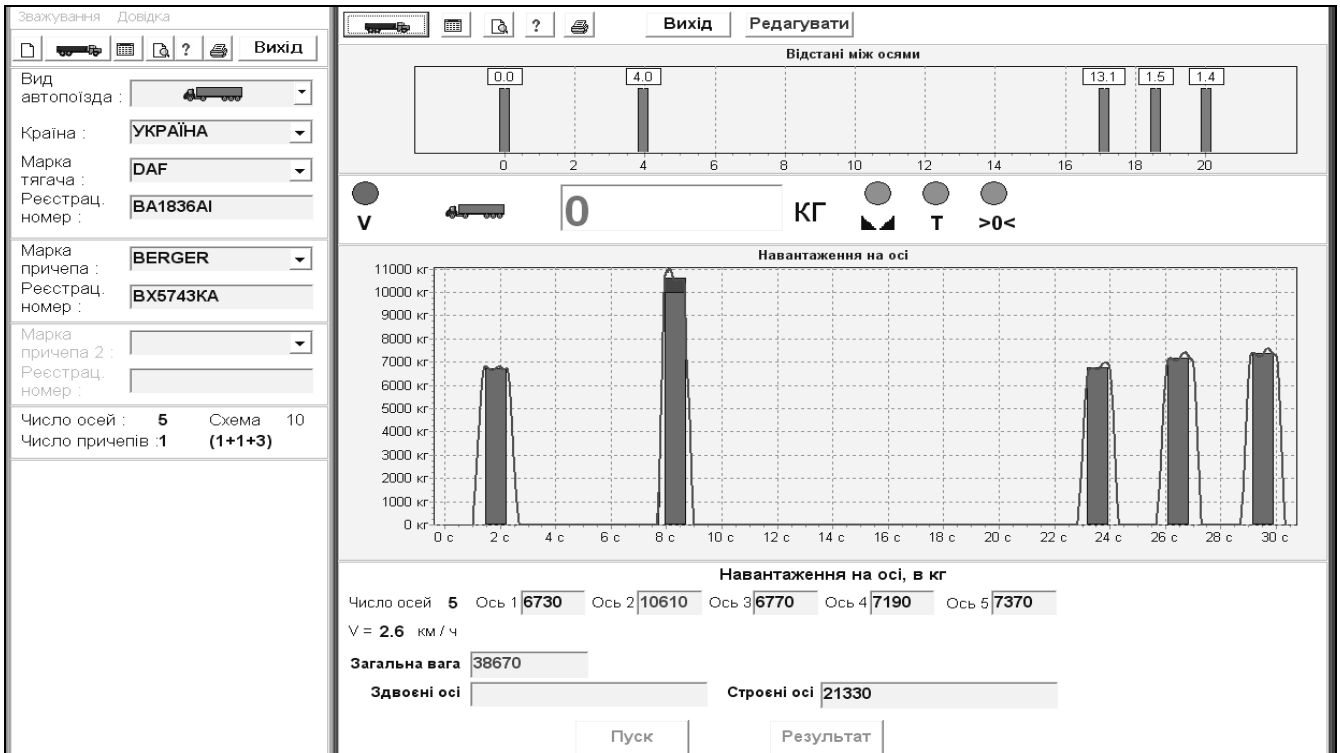 Зважування Довідка
Вихід
Вид автопоїзда :
Країна : УКРАЇНА
Марка тягача : DAF
Реєстрац. номер : BA1836AI
Марка причепа : BERGER
Реєстрац. номер : BX5743KA
Марка причепа 2 :
Реєстрац. номер :
Число осей : 5 Схема 10
Число причепів :1 (1+1+3)
? Вихід Редагувати
Відстані між осями
0.0 4.0 13.1 1.5 1.4
0 2 4 6 8 10 12 14 16 18 20
0 КГ
V T >0<
Навантаження на осі
11000 кг
10000 кг
9000 кг
8000 кг
7000 кг
6000 кг
5000 кг
4000 кг
3000 кг
2000 кг
1000 кг
0 кг
0 с 2 с 4 с 6 с 8 с 10 с 12 с 14 с 16 с 18 с 20 с 22 с 24 с 26 с 28 с 30 с
Навантаження на осі, в кг
Число осей 5 Ось 1 6730 Ось 2 10610 Ось 3 6770 Ось 4 7190 Ось 5 7370
V = 2.6 км / ч
Загальна вага 38670
Здвоєні осі Строєні осі 21330
Пуск Результат